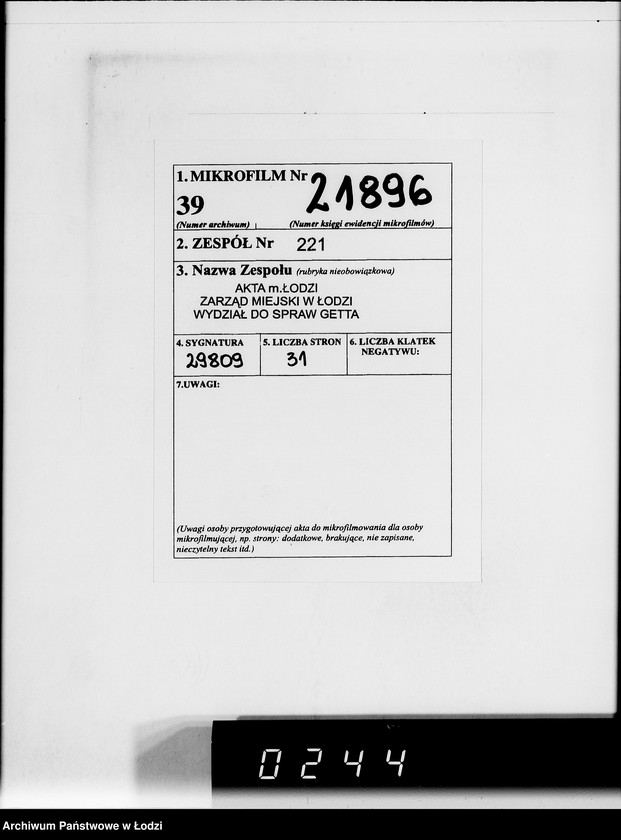 1. MIKROFILM Nr 21896
39
(Numer archiwum) (Numer księgi ewidencji mikrofilmów)
2. ZESPÓŁ Nr 221
3. Nazwa Zespołu (rubryka nieobowiązkowa)
AKTA m.ŁODZI
ZARZĄD MIEJSKI W ŁODZI
WYDZIAŁ DO SPRAW GETTA
4. SYGNATURA 5. LICZBA STRON 6. LICZBA KLATEK
NEGATYWU:
29809 31
7.UWAGI:
(Uwagi osoby przygotowującej akta do mikrofilmowania dla osoby
mikrofilmującej, np. strony: dodatkowe, brakujące, nie zapisane,
nieczytelny tekst itd.)
0244
Archiwum Państwowe w Łodzi